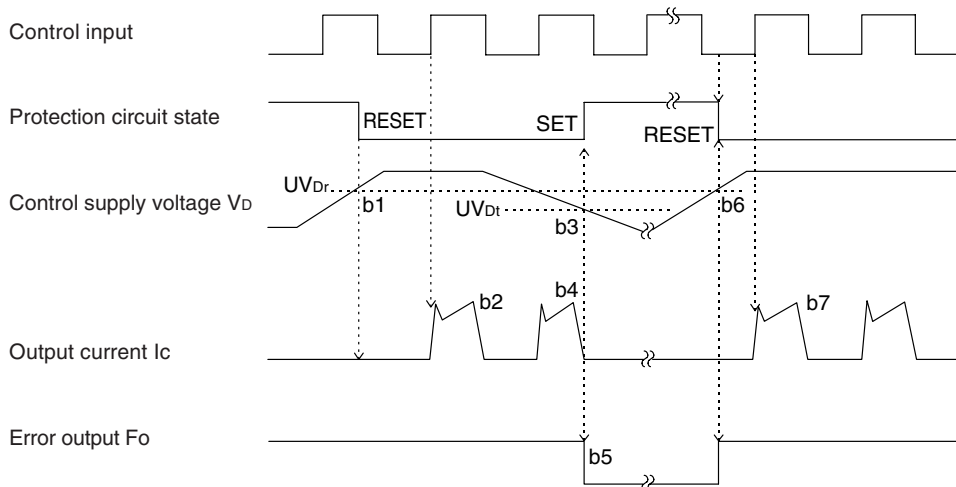 Control input
Protection circuit state
RESET
SET
RESET
UVDr
Control supply voltage VD
b1
UVDt
b3
b6
b2
b4
b7
Output current Ic
Error output Fo
b5